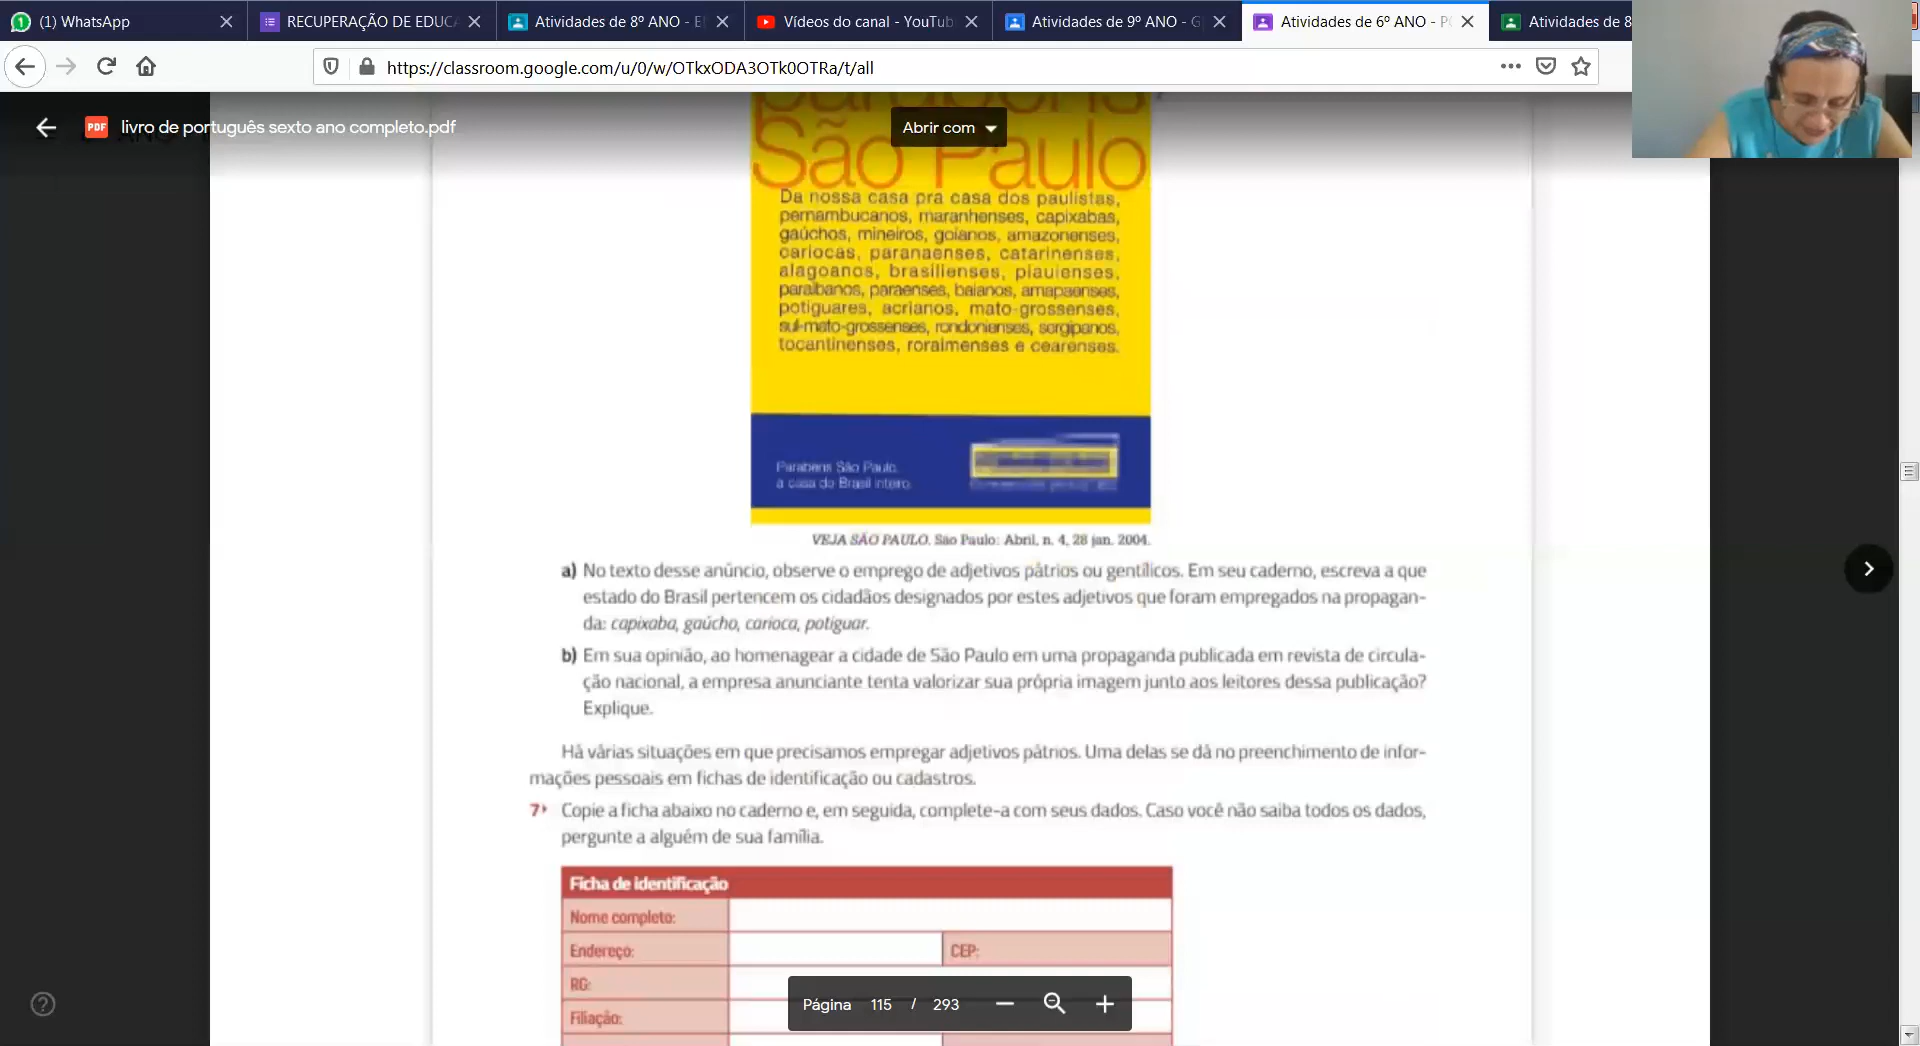 (1) WhatsApp
RECUPERAÇÃO DE EDUCA
Atividades de 8º ANO - E
Vídeos do canal - YouTub
Atividades de 9º ANO - G
Atividades de 6º ANO - PO
Atividades de 8
https://classroom.google.com/u/0/w/OTkxODA3OTk0OTRa/t/all
PDF
livro de português sexto ano completo.pdf
Abrir com
parabéns
São Paulo
Da nossa casa pra casa dos paulistas,
pernambucanos, maranhenses, capixabas,
gaúchos, mineiros, goianos, amazonenses,
cariocas, paranaenses, catarinenses,
alagoanos, brasilienses, piauienses,
paraibanos, paraenses, baianos, amapaenses,
potiguares, acrianos, mato-grossenses,
sul-mato-grossenses, rondonienses, sergipanos,
tocantinenses, roraimenses e cearenses.
Parabéns São Paulo,
a casa do Brasil inteiro.
VEJA SÃO PAULO. São Paulo: Abril, n. 4, 28 jan. 2004.
a) No texto desse anúncio, observe o emprego de adjetivos pátrios ou gentílicos. Em seu caderno, escreva a que
estado do Brasil pertencem os cidadãos designados por estes adjetivos que foram empregados na propagan-
da: capixaba, gaúcho, carioca, potiguar.
b) Em sua opinião, ao homenagear a cidade de São Paulo em uma propaganda publicada em revista de circula-
ção nacional, a empresa anunciante tenta valorizar sua própria imagem junto aos leitores dessa publicação?
Explique.
Há várias situações em que precisamos empregar adjetivos pátrios. Uma delas se dá no preenchimento de infor-
mações pessoais em fichas de identificação ou cadastros.
7 Copie a ficha abaixo no caderno e, em seguida, complete-a com seus dados. Caso você não saiba todos os dados,
pergunte a alguém de sua família.
Ficha de identificação
Nome completo:
Endereço:
CEP:
RG:
Filiação:
Página 115 / 293